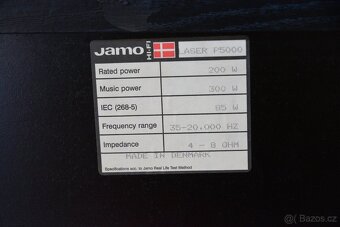 Jamo HI-FI LASER P5000
Rated power 200 W
Music power 300 W
IEC (268-5) 85 W
Frequency range 35-20,000 HZ
Impedance 4 - 8 OHM
MADE IN DENMARK
Specifications acc. to Jamo Real Life Test Method
Bazos.cz